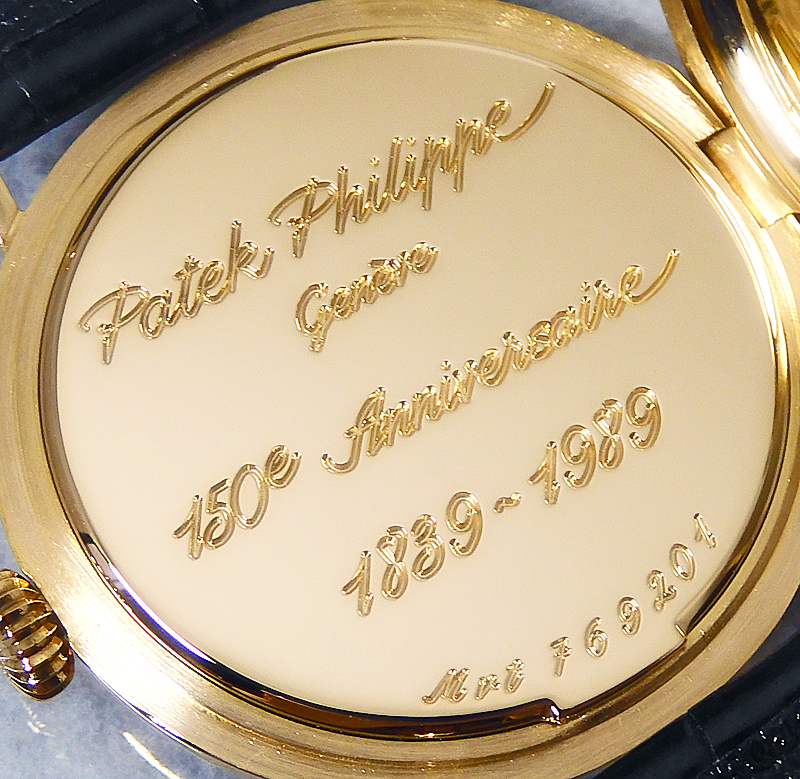 Patek Philippe
Genève
150e Anniversaire
1839 ~ 1989
Mvt 769201